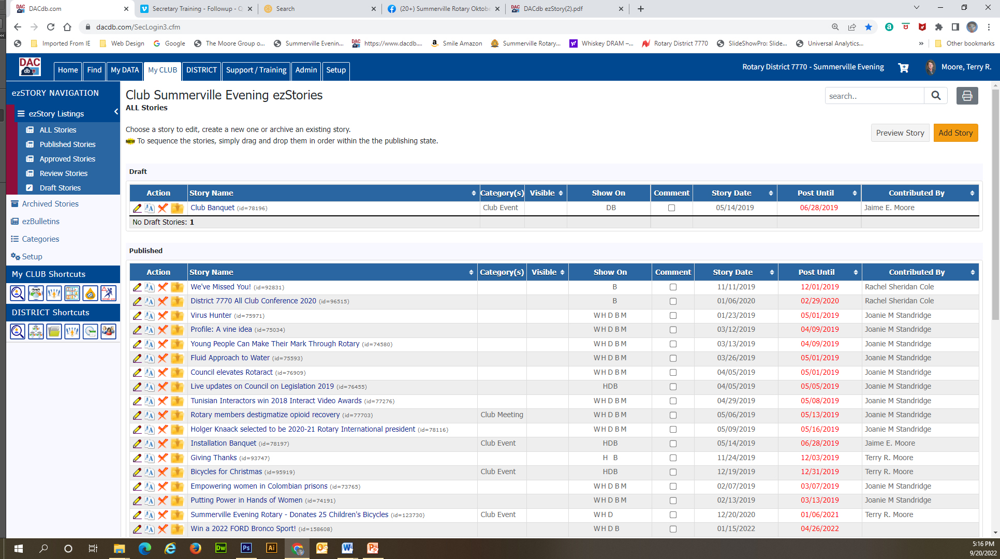 DACdb.com
Secretary Training - Followup - 
Search
(20+) Summerville Rotary Oktobe
DACdb ezStory(2).pdf
dacdb.com/SecLogin3.cfm
Imported From IE
Web Design
Google
The Moore Group o...
Summerville Evenin...
https://www.dacdb....
Smile Amazon
Summerville Rotary...
Whiskey DRAM –...
Rotary District 7770
SlideShowPro: Slide...
Universal Analytics...
»
Other bookmarks
DAC db
Home Find My DATA My CLUB DISTRICT Support / Training Admin Setup
Rotary District 7770 - Summerville Evening
Moore, Terry R.
ezSTORY NAVIGATION
ezStory Listings
ALL Stories
Published Stories
Approved Stories
Review Stories
Draft Stories
Archived Stories
ezBulletins
Categories
Setup
My CLUB Shortcuts
DISTRICT Shortcuts
Club Summerville Evening ezStories
ALL Stories
search..
Choose a story to edit, create a new one or archive an existing story.
NEW To sequence the stories, simply drag and drop them in order within the the publishing state.
Preview Story
Add Story
Draft
Action Story Name Category(s) Visible Show On Comment Story Date Post Until Contributed By
Club Banquet (id=78196) Club Event DB 05/14/2019 06/28/2019 Jaime E. Moore
No Draft Stories: 1
Published
Action Story Name Category(s) Visible Show On Comment Story Date Post Until Contributed By
We've Missed You! (id=92831) B 11/11/2019 12/01/2019 Rachel Sheridan Cole
District 7770 All Club Conference 2020 (id=96515) B 01/06/2020 02/29/2020 Rachel Sheridan Cole
Virus Hunter (id=75971) W H D B M 01/23/2019 05/01/2019 Joanie M Standridge
Profile: A vine idea (id=75034) W H D B M 03/12/2019 04/09/2019 Joanie M Standridge
Young People Can Make Their Mark Through Rotary (id=74580) W H D B M 03/13/2019 04/09/2019 Joanie M Standridge
Fluid Approach to Water (id=75593) W H D B M 03/26/2019 05/01/2019 Joanie M Standridge
Council elevates Rotaract (id=76909) W H D B M 04/05/2019 05/01/2019 Joanie M Standridge
Live updates on Council on Legislation 2019 (id=76455) HDB 04/05/2019 05/05/2019 Joanie M Standridge
Tunisian Interactors win 2018 Interact Video Awards (id=77276) W H D B M 04/29/2019 05/08/2019 Joanie M Standridge
Rotary members destigmatize opioid recovery (id=77703) Club Meeting W H D B M 05/06/2019 05/13/2019 Joanie M Standridge
Holger Knaack selected to be 2020-21 Rotary International president (id=78116) W H D B M 05/09/2019 05/16/2019 Joanie M Standridge
Installation Banquet (id=78197) Club Event HDB 05/14/2019 06/28/2019 Jaime E. Moore
Giving Thanks (id=93747) H B 11/24/2019 12/03/2019 Terry R. Moore
Bicycles for Christmas (id=95919) Club Event HDB 12/19/2019 12/31/2019 Terry R. Moore
Empowering women in Colombian prisons (id=73765) W H D B M 02/07/2019 03/07/2019 Joanie M Standridge
Putting Power in Hands of Women (id=74191) W H D B M 02/13/2019 03/13/2019 Joanie M Standridge
Summerville Evening Rotary - Donates 25 Children's Bicycles (id=123730) Club Event W H D 12/20/2020 01/06/2021 Terry R. Moore
Win a 2022 FORD Bronco Sport! (id=158608) W H D B 01/15/2022 04/26/2022
Dw
Ps
Ai
5:16 PM
9/20/2022